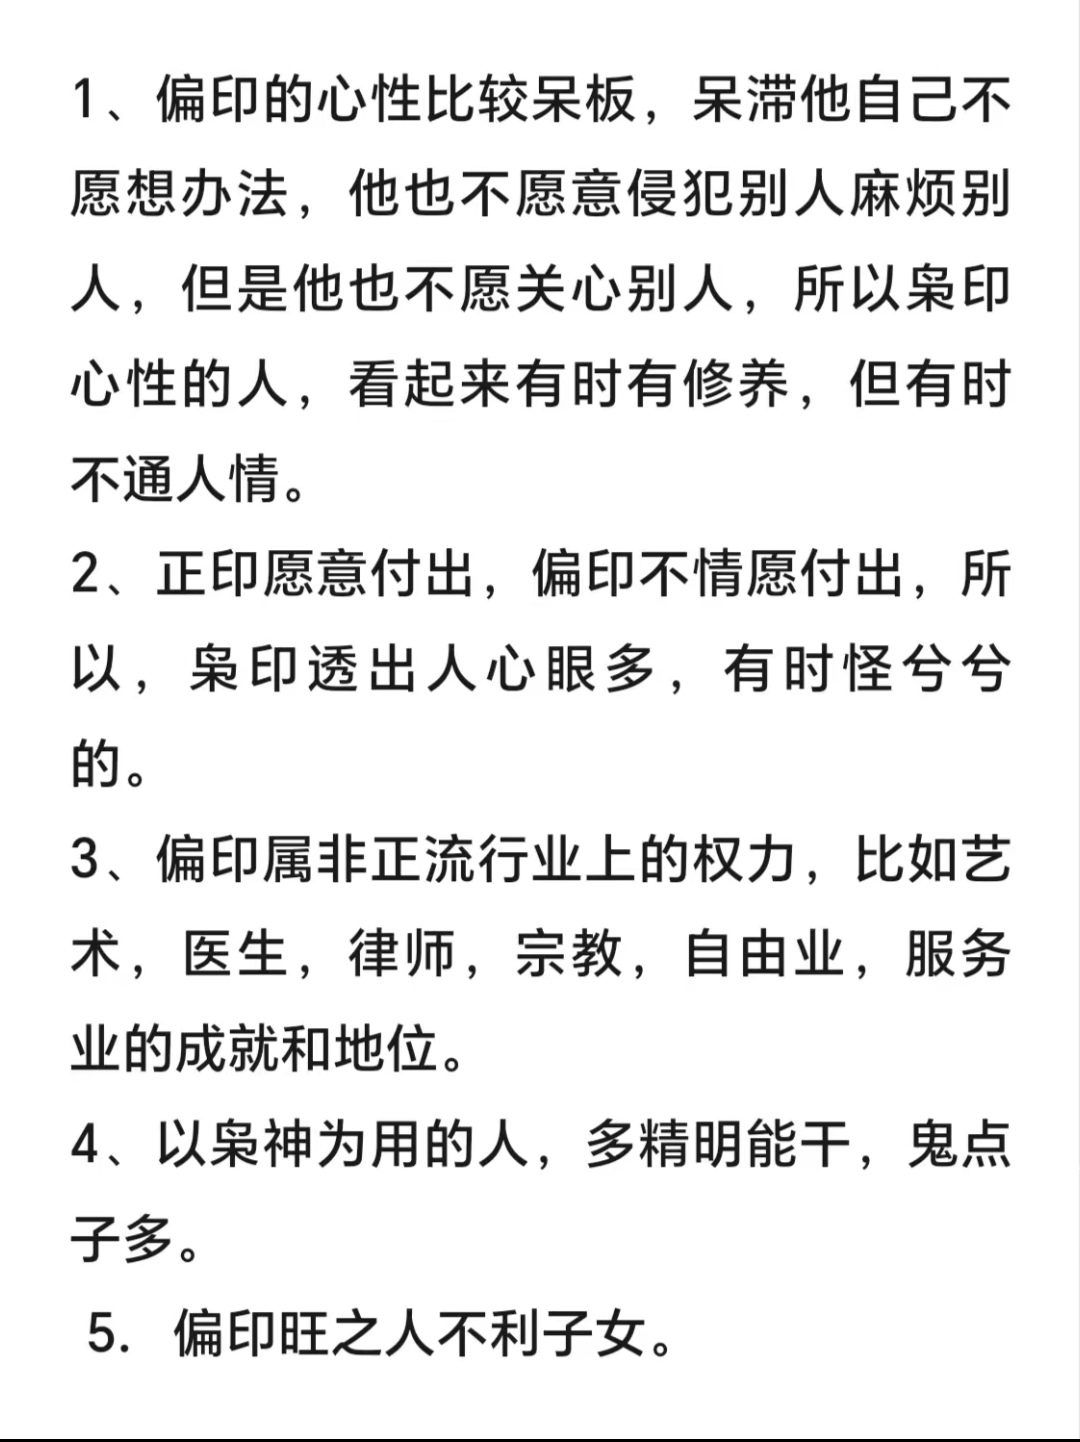 1、偏印的心性比较呆板，呆滞他自己不
愿想办法，他也不愿意侵犯别人麻烦别
人，但是他也不愿关心别人，所以枭印
心性的人，看起来有时有修养，但有时
不通人情。
2、正印愿意付出，偏印不情愿付出，所
以，枭印透出人心眼多，有时怪兮兮
的。
3、偏印属非正流行业上的权力，比如艺
术，医生，律师，宗教，自由业，服务
业的成就和地位。
4、以枭神为用的人，多精明能干，鬼点
子多。
5.  偏印旺之人不利子女。